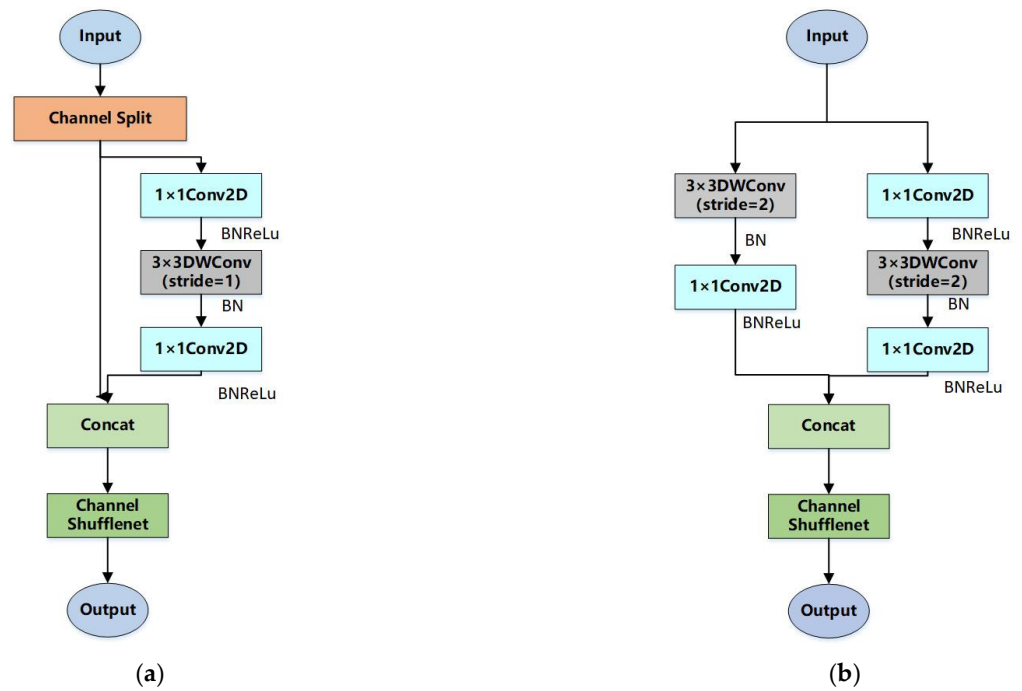 Input
Channel Split
1×1Conv2D
BNReLu
3×3DWConv
(stride=1)
BN
1×1Conv2D
BNReLu
Concat
Channel
Shufflenet
Output
(a)
Input
3×3DWConv
(stride=2)
BN
1×1Conv2D
BNReLu
1×1Conv2D
BNReLu
3×3DWConv
(stride=2)
BN
1×1Conv2D
BNReLu
Concat
Channel
Shufflenet
Output
(b)